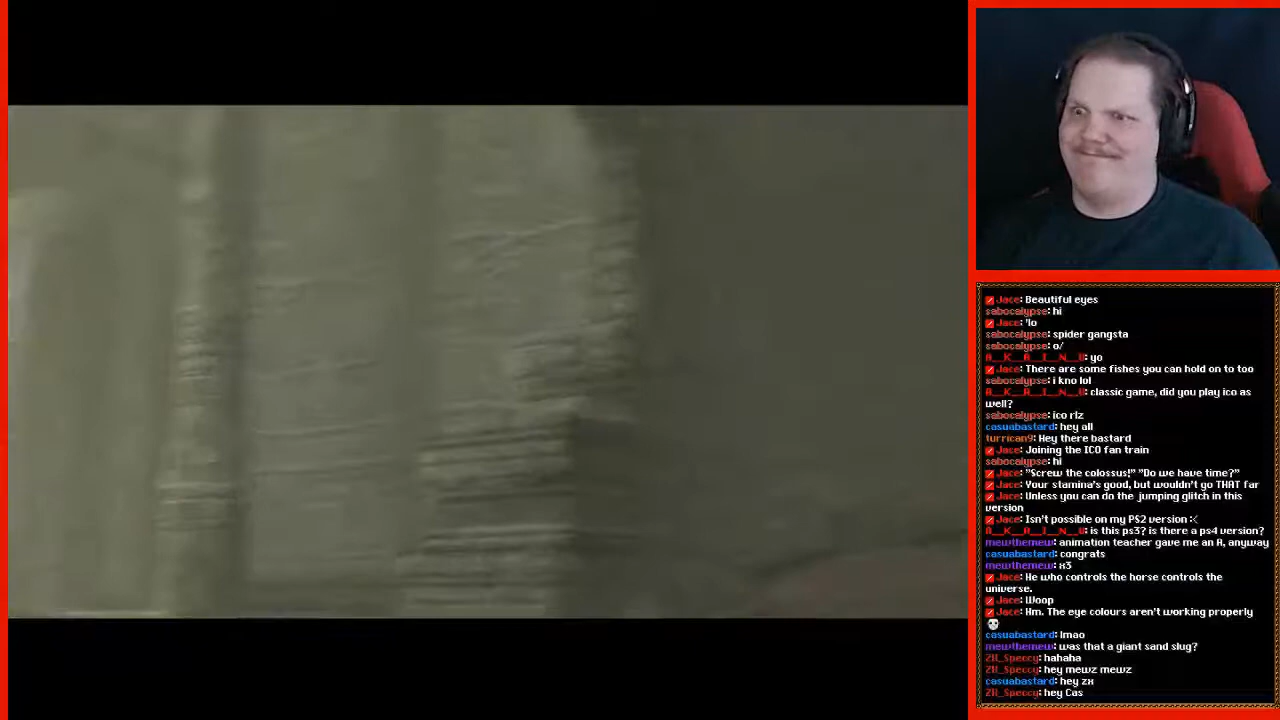 Jace: Beautiful eyes
sabocalypse: hi
Jace: 'lo
sabocalypse: spider gangsta
sabocalypse: o/
A__K__A__I__N__U: yo
Jace: There are some fishes you can hold on to too
sabocalypse: i kno lol
A__K__A__I__N__U: classic game, did you play ico as
well?
sabocalypse: ico rlz
casuabastard: hey all
turrican9: Hey there bastard
Jace: Joining the ICO fan train
sabocalypse: hi
Jace: "Screw the colossus!" "Do we have time?"
Jace: Your stamina's good, but wouldn't go THAT far
Jace: Unless you can do the jumping glitch in this
version
Jace: Isn't possible on my PS2 version :<
A__K__A__I__N__U: is this ps3? is there a ps4 version?
mewthemew: animation teacher gave me an A, anyway
casuabastard: congrats
mewthemew: x3
Jace: He who controls the horse controls the
universe.
Jace: Woop
Jace: Hm. The eye colours aren't working properly
casuabastard: lmao
mewthemew: was that a giant sand slug?
ZX_Speccy: hahaha
ZX_Speccy: hey mewz mewz
casuabastard: hey zx
ZX_Speccy: hey Cas